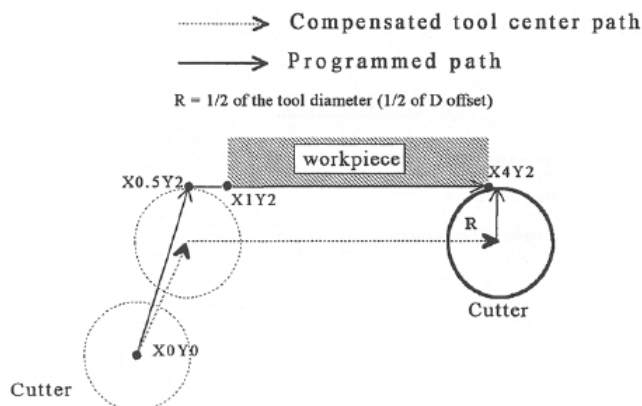 Compensated tool center path
Programmed path
R = 1/2 of the tool diameter (1/2 of D offset)
workpiece
X0.5Y2
X1Y2
X4Y2
R
Cutter
X0Y0
Cutter